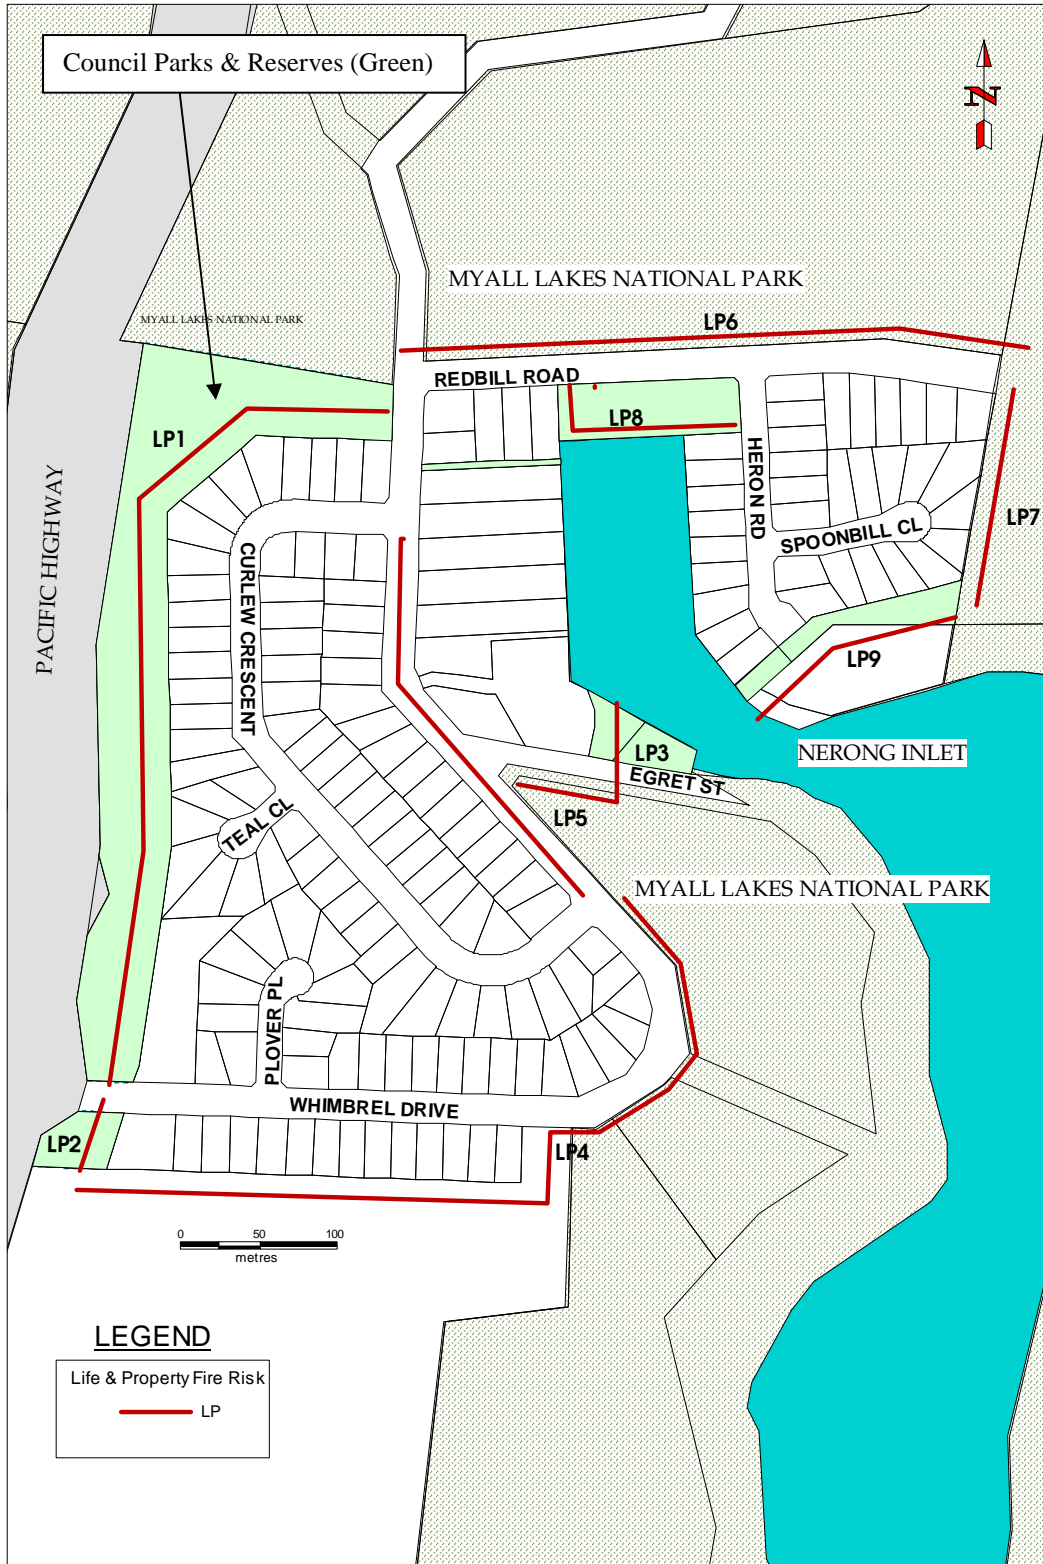 Council Parks & Reserves (Green)
N
MYALL LAKES NATIONAL PARK
MYALL LAKES NATIONAL PARK
LP6
REDBILL ROAD
LP8
LP1
HERON RD
LP7
SPOONBILL CL
PACIFIC HIGHWAY
CURLEW CRESCENT
LP9
LP3
NERONG INLET
EGRET ST
LP5
TEAL CL
MYALL LAKES NATIONAL PARK
PLOVER PL
WHIMBREL DRIVE
LP2
LP4
0 50 100
metres
LEGEND
Life & Property Fire Risk
LP